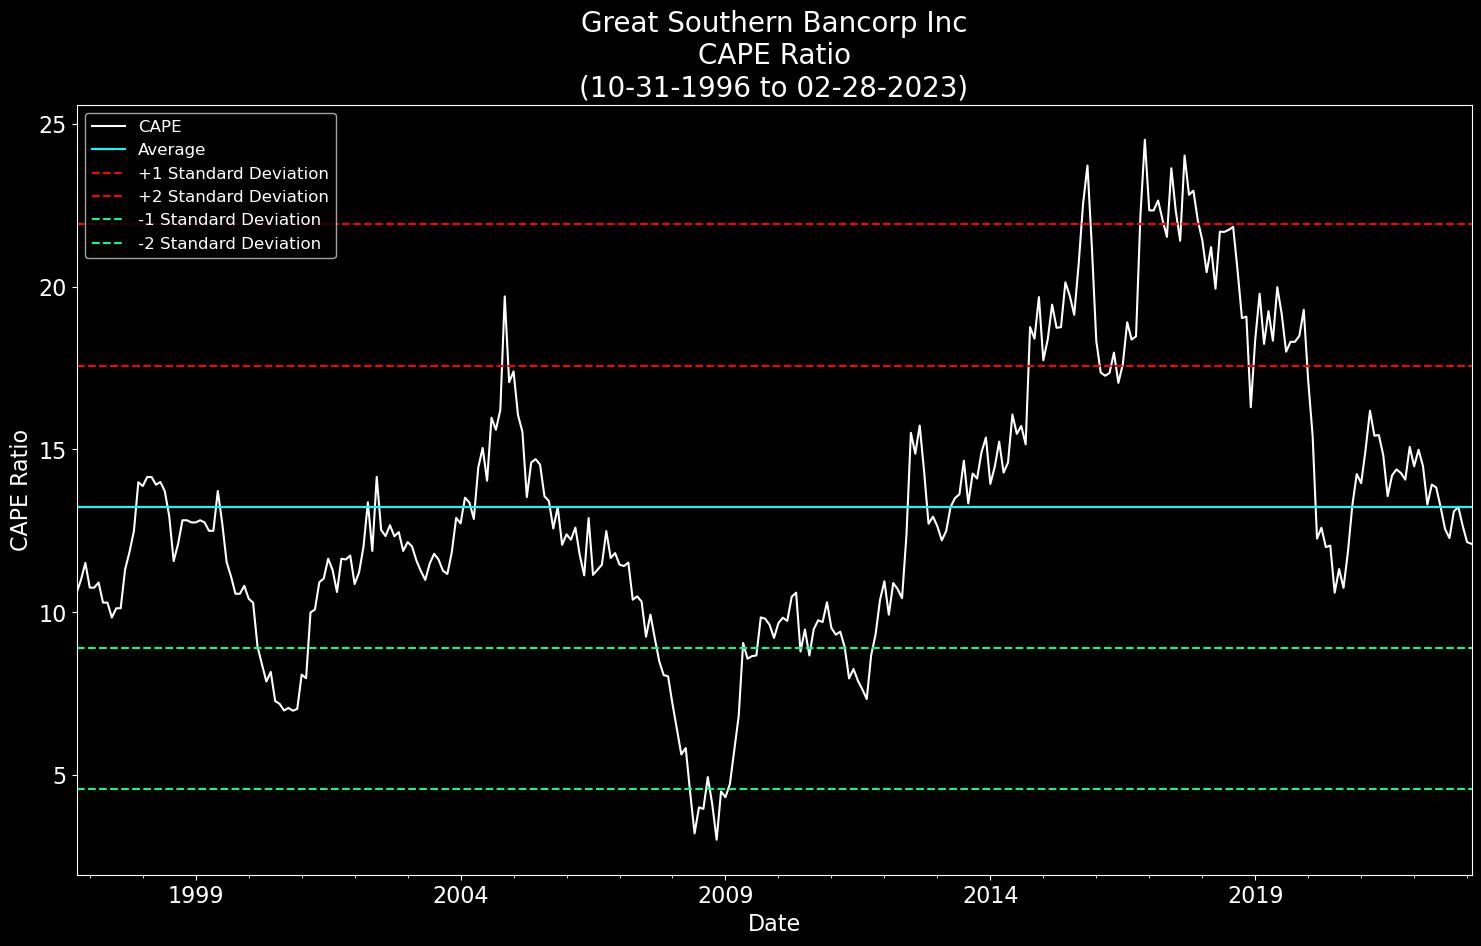 Great Southern Bancorp Inc
CAPE Ratio
(10-31-1996 to 02-28-2023)
CAPE
Average
+1 Standard Deviation
+2 Standard Deviation
-1 Standard Deviation
-2 Standard Deviation
25
20
15
10
5
CAPE Ratio
1999
2004
2009
2014
2019
Date